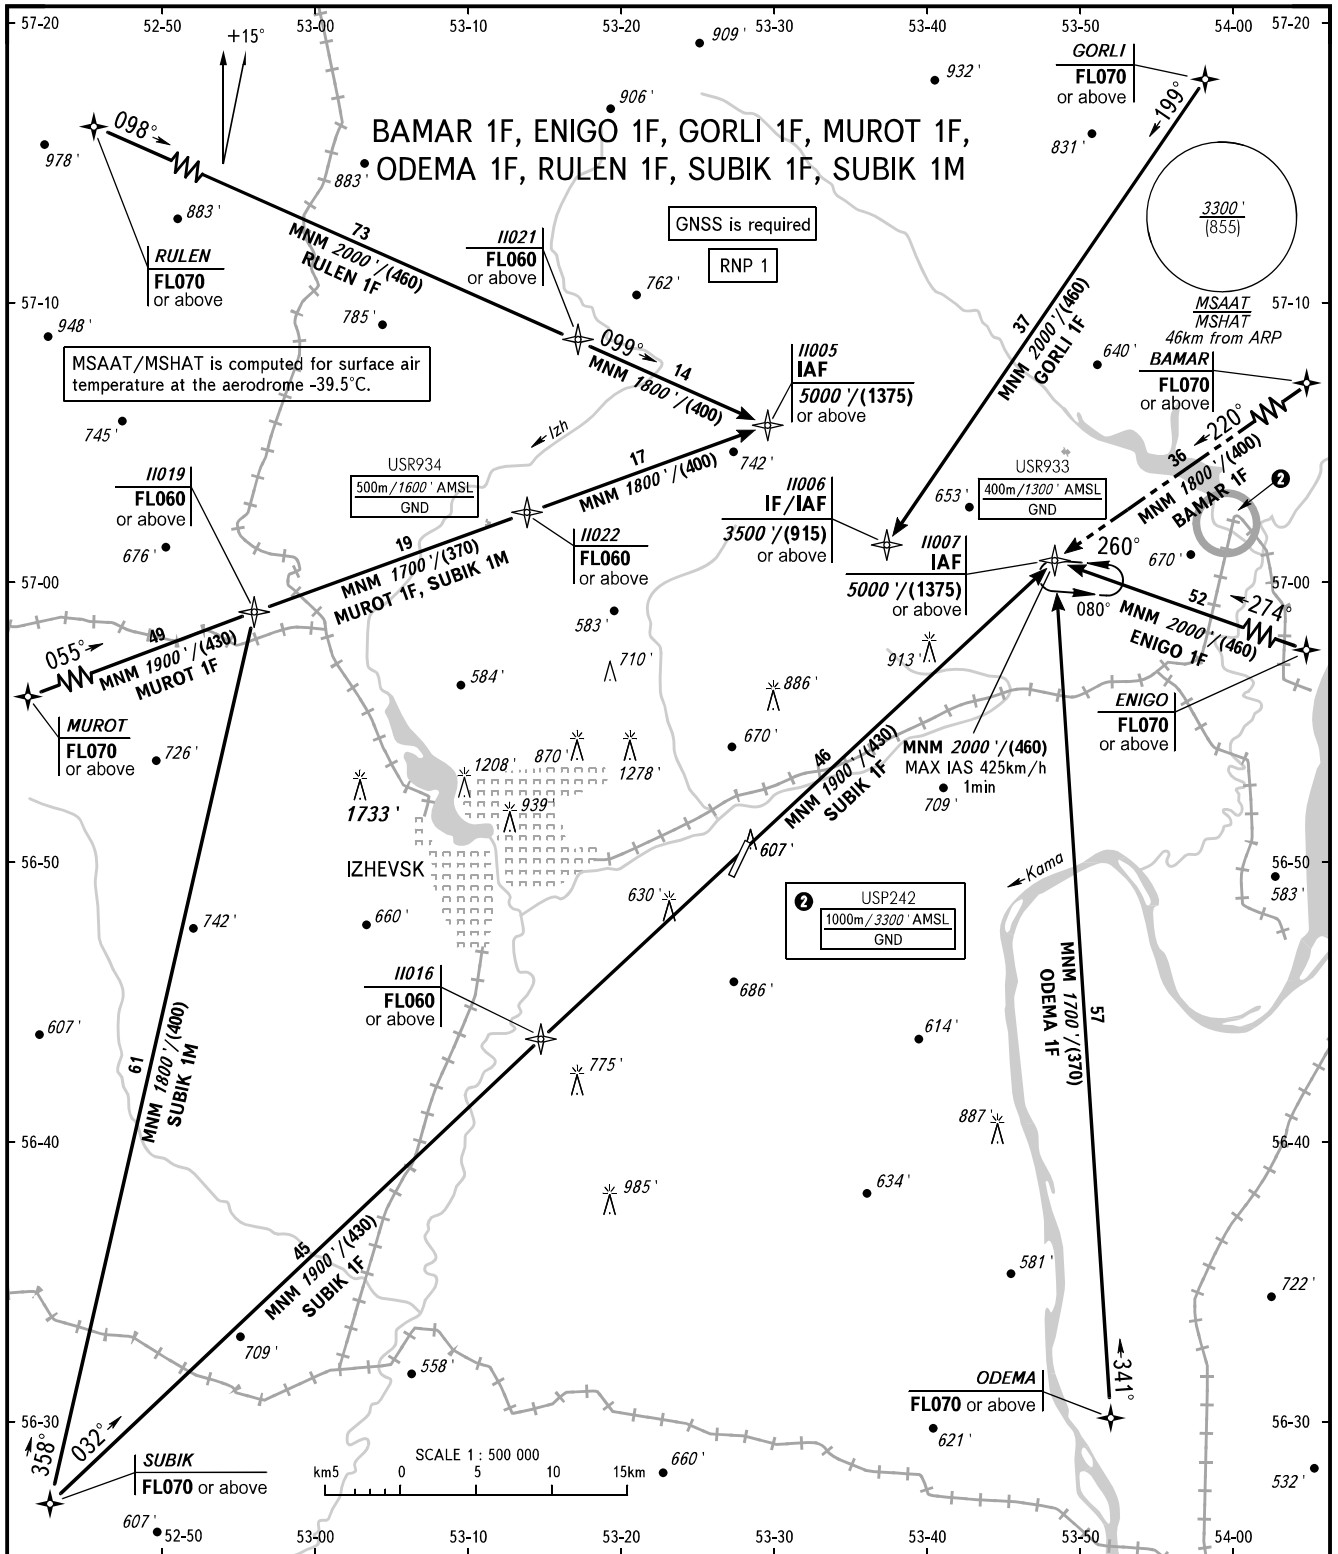 57-20
52-50
53-00
53-10
53-20
53-30
53-40
53-50
54-00
57-20
+15°
909 '
932 '
906 '
978 '
883 '
883 '
831 '
GORLI
FL070
or above
199°
098°
BAMAR 1F, ENIGO 1F, GORLI 1F, MUROT 1F,
ODEMA 1F, RULEN 1F, SUBIK 1F, SUBIK 1M
GNSS is required
RNP 1
3300 '
(855)
MSAAT
MSHAT
46km from ARP
RULEN
FL070
or above
73
MNM 2000 '/(460)
RULEN 1F
II021
FL060
or above
762 '
785 '
57-10
57-10
948 '
MSAAT/MSHAT is computed for surface air
temperature at the aerodrome -39.5°C.
099°
14
MNM 1800 '/(400)
II005
IAF
5000 '/(1375)
or above
37
MNM 2000 '/(460)
GORLI 1F
640 '
BAMAR
FL070
or above
220°
36
MNM 1800 '/(400)
BAMAR 1F
745 '
Izh
742 '
II019
FL060
or above
676 '
USR934
500m/1600 ' AMSL
GND
17
MNM 1800 '/(400)
II022
FL060
or above
19
MNM 1700 '/(370)
MUROT 1F, SUBIK 1M
II006
IF/IAF
3500 '/(915)
or above
653 '
USR933
400m/1300 ' AMSL
GND
2
II007
IAF
5000 '/(1375)
or above
260°
080°
670 '
57-00
57-00
52
274°
MNM 2000 '/(460)
ENIGO 1F
583 '
055°
49
MNM 1900 '/(430)
MUROT 1F
MUROT
FL070
or above
584 '
710 '
886 '
913 '
ENIGO
FL070
or above
726 '
670 '
870 '
1278 '
1208 '
939 '
1733 '
MNM 2000 '/(460)
MAX IAS 425km/h
1min
709 '
46
MNM 1900 '/(430)
SUBIK 1F
607 '
IZHEVSK
56-50
56-50
Kama
583 '
630 '
2
USP242
1000m/3300 ' AMSL
GND
742 '
660 '
II016
FL060
or above
686 '
614 '
57
MNM 1700 '/(370)
ODEMA 1F
607 '
61
MNM 1800 '/(400)
SUBIK 1M
775 '
887 '
56-40
56-40
985 '
634 '
45
MNM 1900 '/(430)
SUBIK 1F
581 '
722 '
709 '
558 '
ODEMA
FL070 or above
341°
56-30
56-30
621 '
358°
032°
SUBIK
FL070 or above
SCALE 1 : 500 000
km5
0
5
10
15km
660 '
532 '
607 '
52-50
53-00
53-10
53-20
53-30
53-40
53-50
54-00